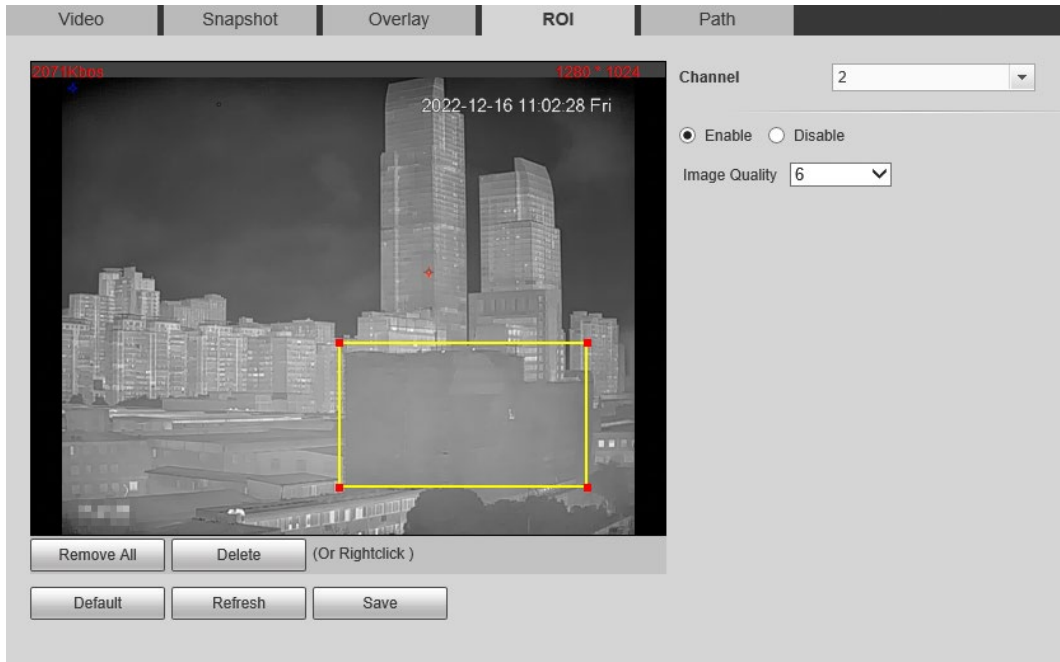 Video Snapshot Overlay ROI Path
2071Kbps 1280 * 1024
2022-12-16 11:02:28 Fri
Channel 2
Enable Disable
Image Quality 6
Remove All Delete (Or Rightclick )
Default Refresh Save